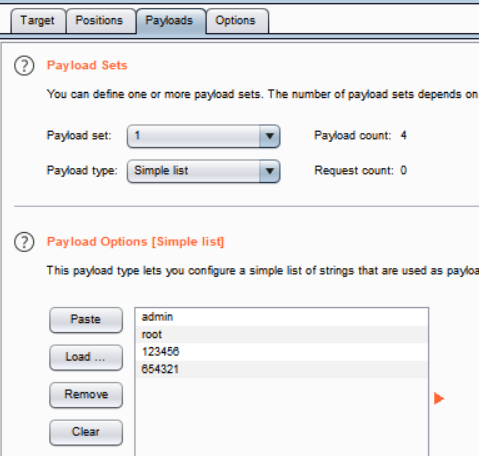 Target Positions Payloads Options
? Payload Sets
You can define one or more payload sets. The number of payload sets depends on
Payload set: 1 Payload count: 4
Payload type: Simple list Request count: 0
? Payload Options [Simple list]
This payload type lets you configure a simple list of strings that are used as payloa
Paste
Load ...
Remove
Clear
admin
root
123456
654321